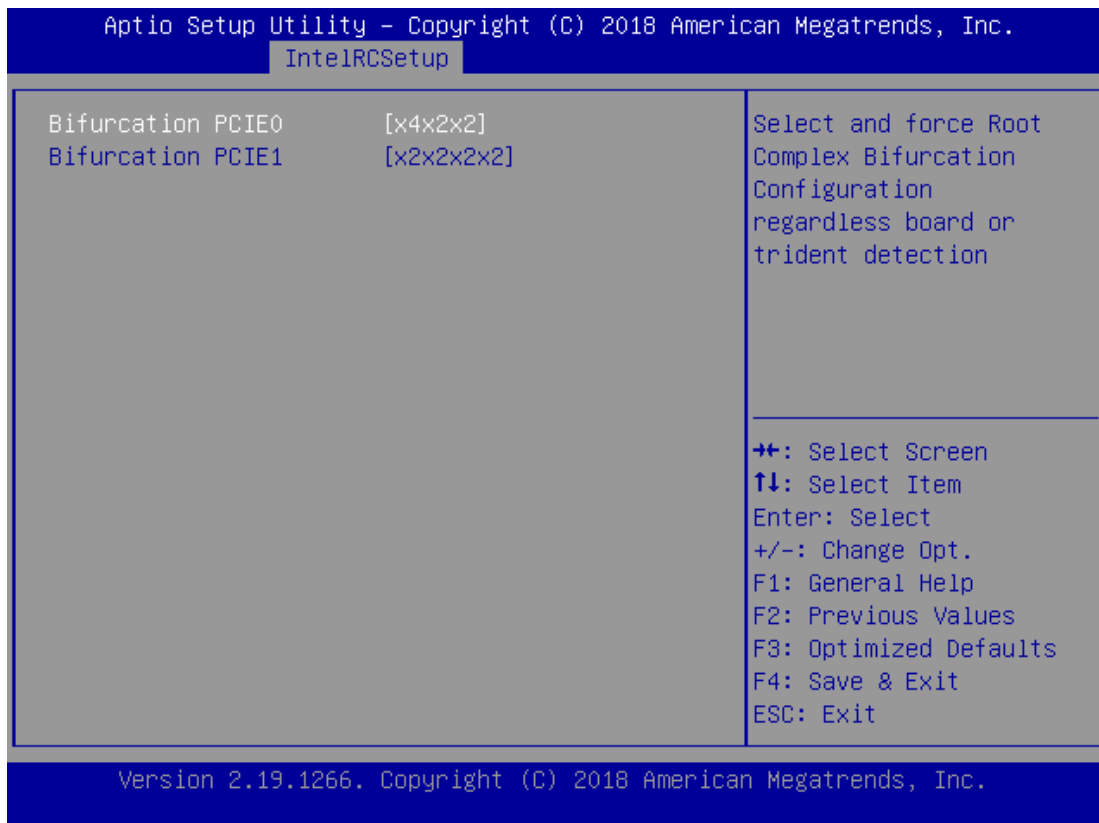 Aptio Setup Utility – Copyright (C) 2018 American Megatrends, Inc.
IntelRCSetup
Bifurcation PCIE0 [x4x2x2]
Bifurcation PCIE1 [x2x2x2x2]
Select and force Root
Complex Bifurcation
Configuration
regardless board or
trident detection
→←: Select Screen
↑↓: Select Item
Enter: Select
+/-: Change Opt.
F1: General Help
F2: Previous Values
F3: Optimized Defaults
F4: Save & Exit
ESC: Exit
Version 2.19.1266. Copyright (C) 2018 American Megatrends, Inc.